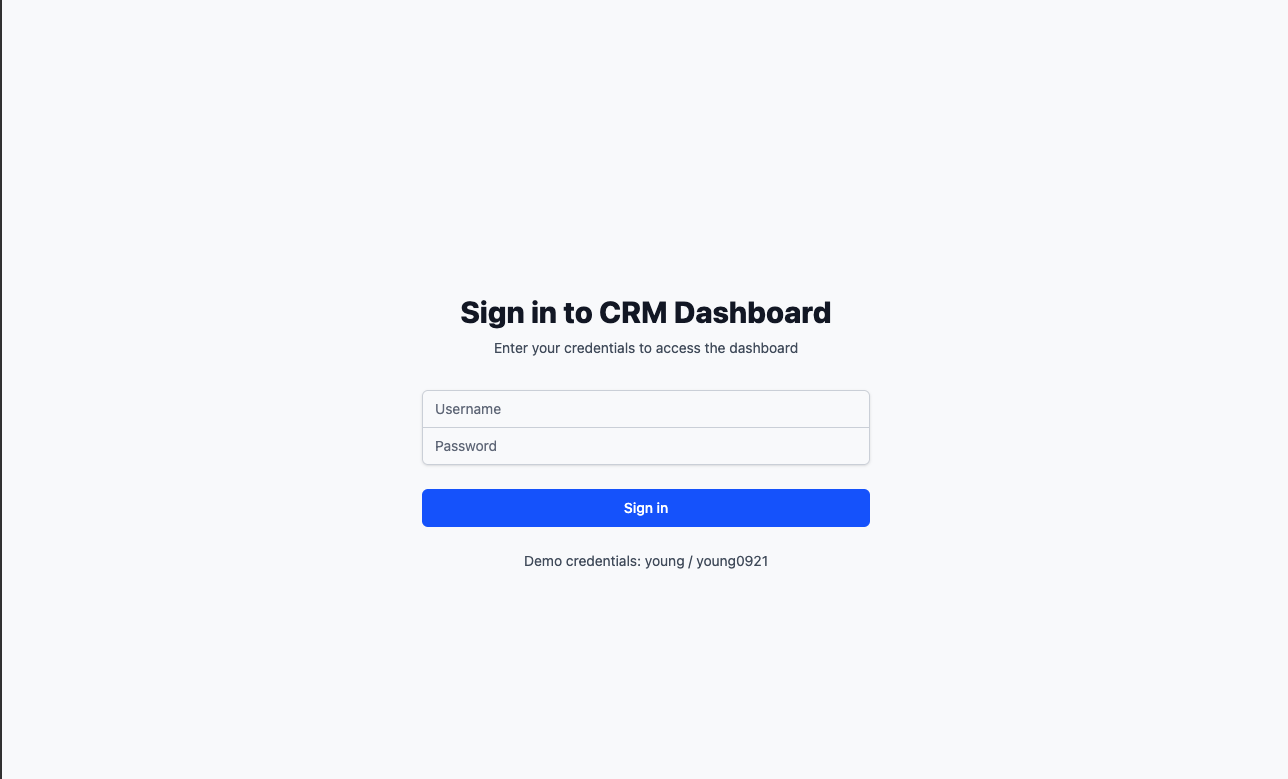 Sign in to CRM Dashboard
Enter your credentials to access the dashboard
Username
Password
Sign in
Demo credentials: young / young0921